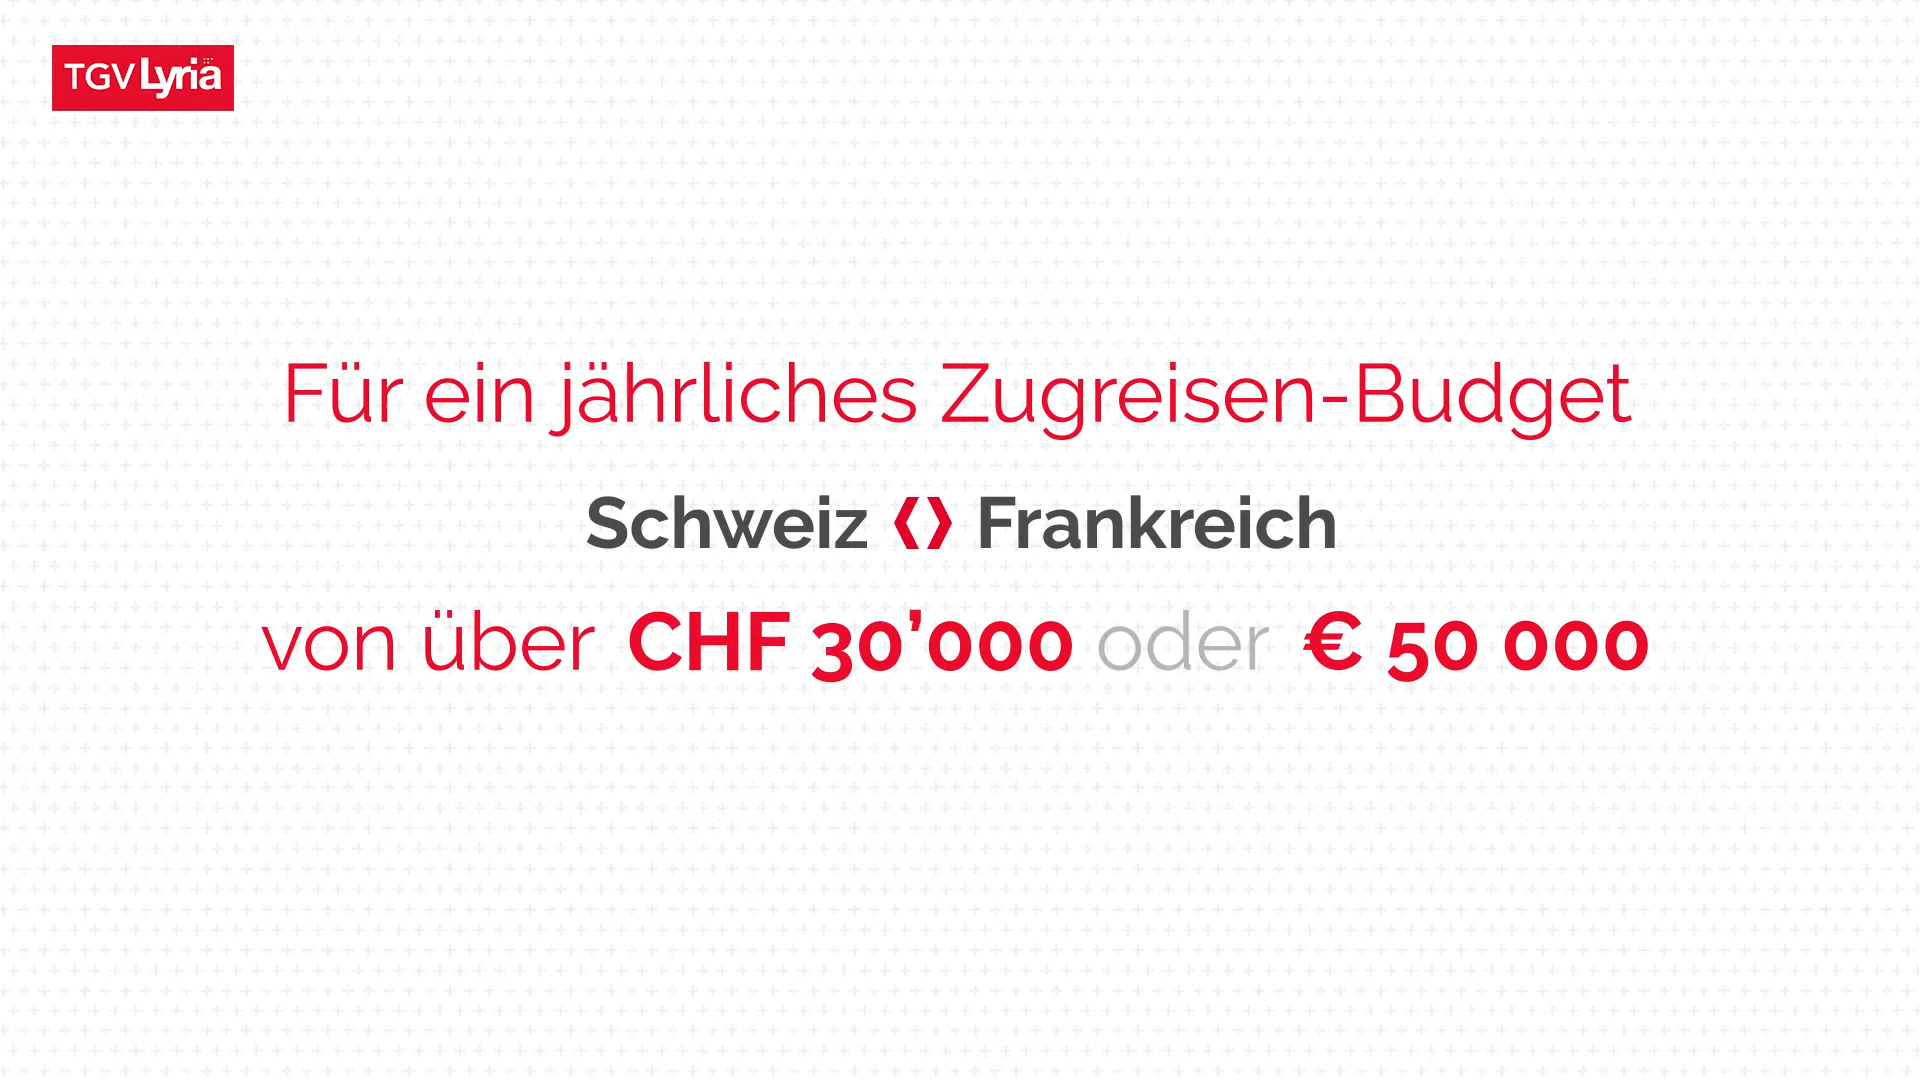 TGV Lyria
Für ein jährliches Zugreisen-Budget
Schweiz ‹› Frankreich
von über CHF 30’000 oder € 50 000